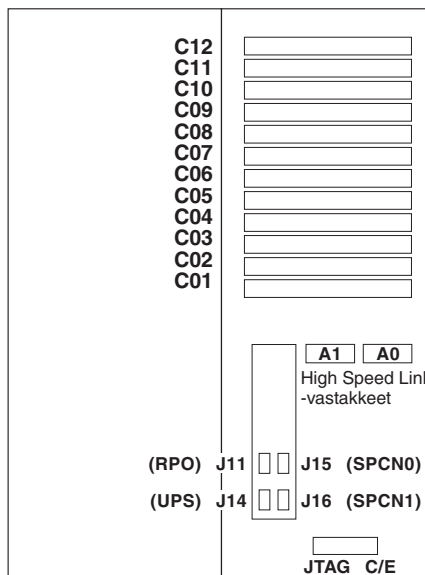 C12
C11
C10
C09
C08
C07
C06
C05
C04
C03
C02
C01
A1 A0
High Speed Link
-vastakkeet
(RPO) J11 J15 (SPCN0)
(UPS) J14 J16 (SPCN1)
JTAG C/E